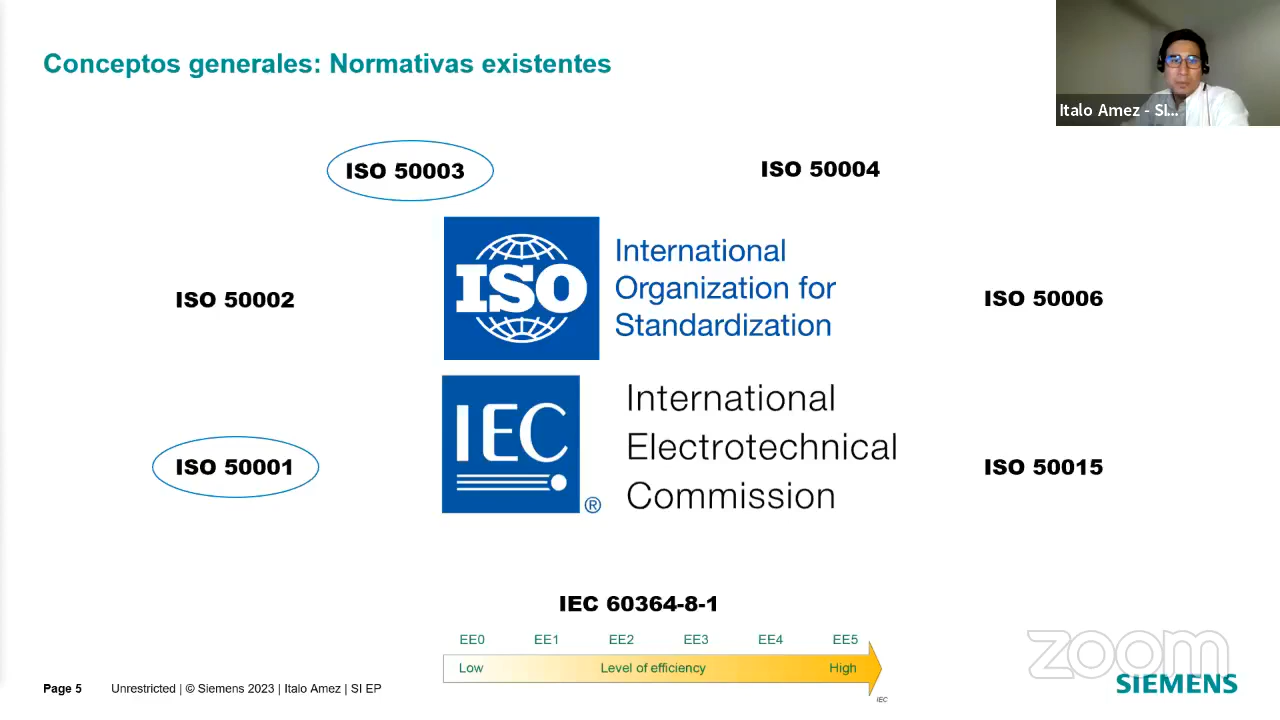 Conceptos generales: Normativas existentes
Italo Amez - SI...
ISO 50003
ISO 50004
ISO
International
Organization for
Standardization
ISO 50002
ISO 50006
IEC
®
International
Electrotechnical
Commission
ISO 50001
ISO 50015
IEC 60364-8-1
EE0 EE1 EE2 EE3 EE4 EE5
Low Level of efficiency High
IEC
zoom
SIEMENS
Page 5 Unrestricted | © Siemens 2023 | Italo Amez | SI EP